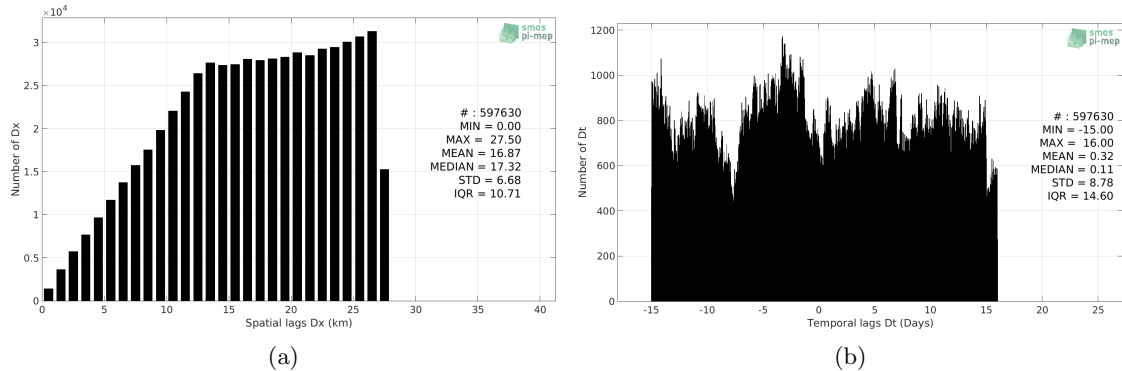 ×10⁴
3
2.5
2
1.5
1
0.5
0
Number of Dx
0 5 10 15 20 25 30 35 40
Spatial lags Dx (km)
smos
pi-mep
# : 597630
MIN = 0.00
MAX = 27.50
MEAN = 16.87
MEDIAN = 17.32
STD = 6.68
IQR = 10.71
(a)
1200
1000
800
600
400
200
0
Number of Dt
-15 -10 -5 0 5 10 15 20 25
Temporal lags Dt (Days)
smos
pi-mep
# : 597630
MIN = -15.00
MAX = 16.00
MEAN = 0.32
MEDIAN = 0.11
STD = 8.78
IQR = 14.60
(b)